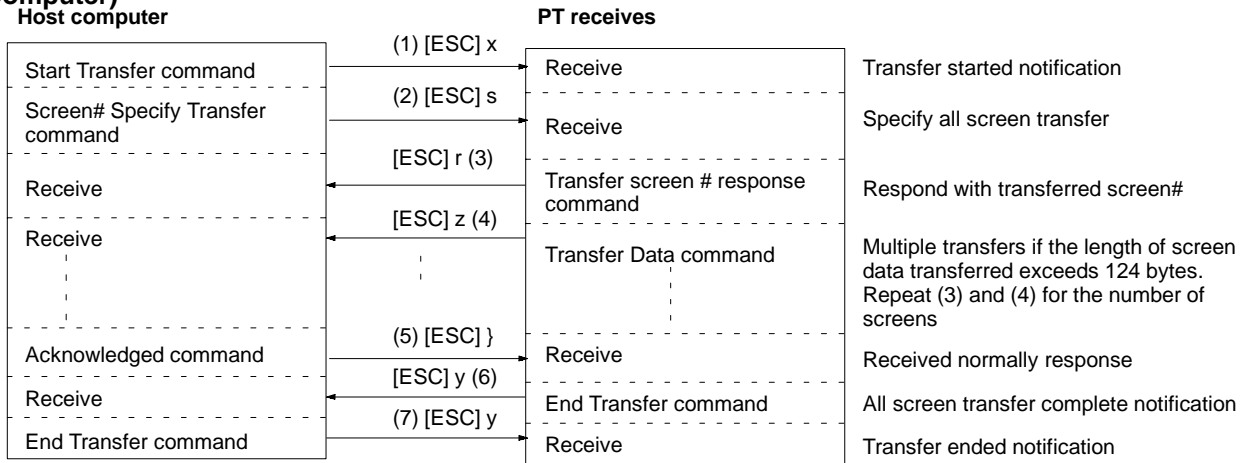 omputer)
Host computer
PT receives
(1) [ESC] x
Start Transfer command
Receive
Transfer started notification
(2) [ESC] s
Screen# Specify Transfer
command
Receive
Specify all screen transfer
[ESC] r (3)
Receive
Transfer screen # response
command
Respond with transferred screen#
[ESC] z (4)
Receive
Transfer Data command
Multiple transfers if the length of screen
data transferred exceeds 124 bytes.
Repeat (3) and (4) for the number of
screens
(5) [ESC] }
Acknowledged command
Receive
Received normally response
[ESC] y (6)
Receive
End Transfer command
All screen transfer complete notification
(7) [ESC] y
End Transfer command
Receive
Transfer ended notification